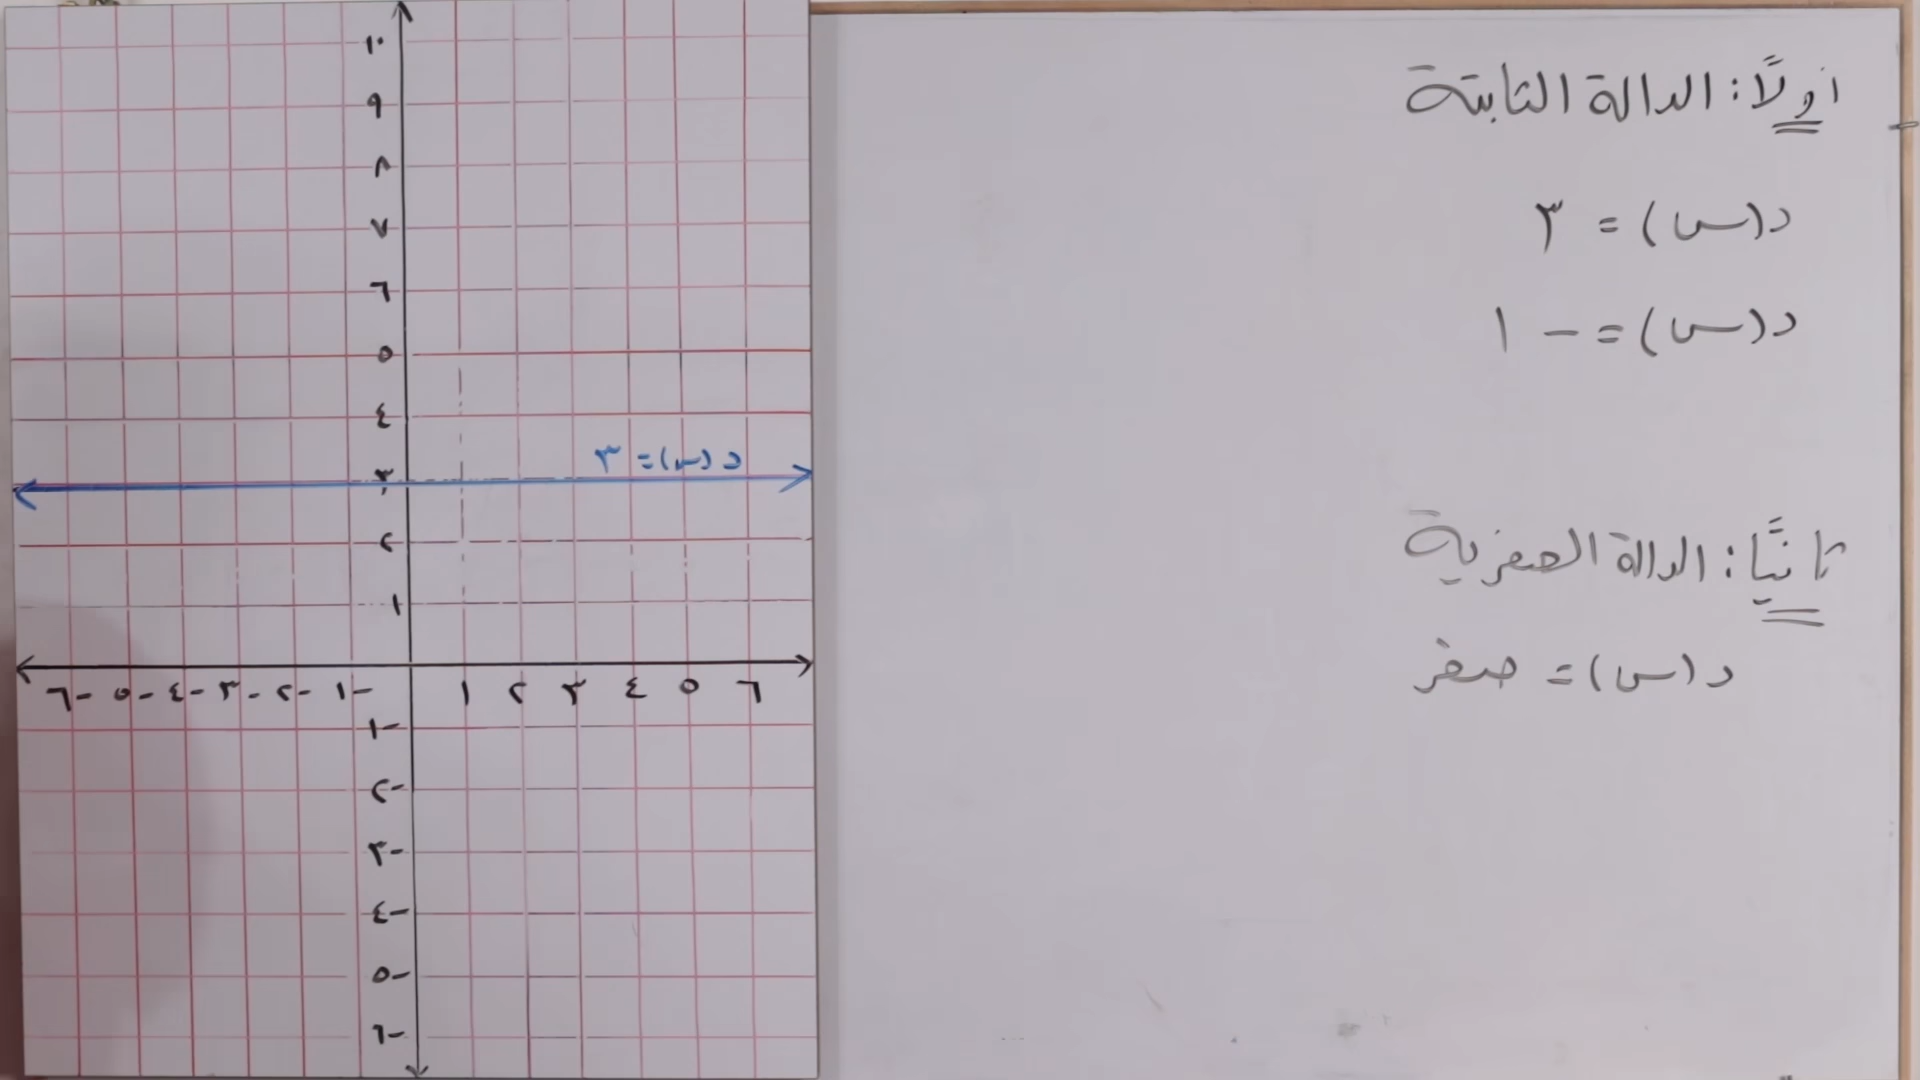 أولاً: الدالة الثابتة
د(س) = ٣
د(س) = - ١
ثانيًا: الدالة الصفرية
د(س) = صفر
د(س) = ٣
١٠
٩
٨
٧
٦
٥
٤
٣
٢
١
٦- ٥- ٤- ٣- ٢- ١- ١ ٢ ٣ ٤ ٥ ٦
١-
٢-
٣-
٤-
٥-
٦-